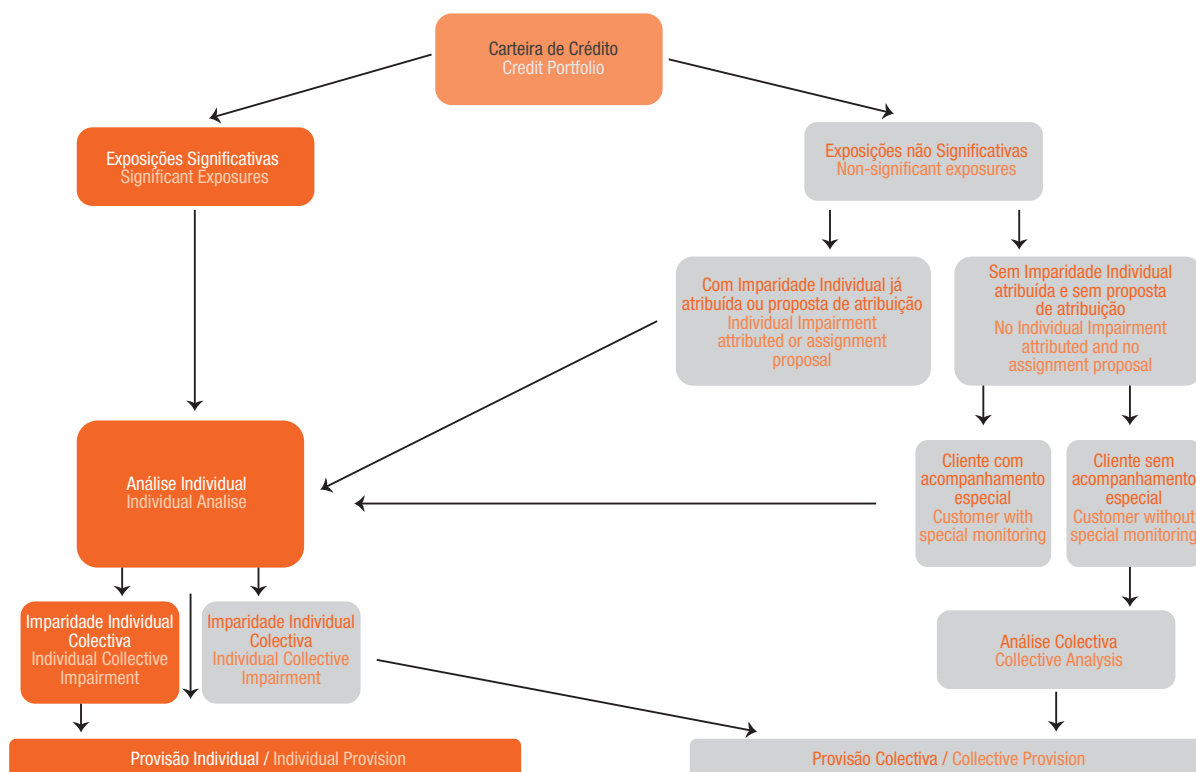 Carteira de Crédito
Credit Portfolio
Exposições Significativas
Significant Exposures
Exposições não Significativas
Non-significant exposures
Com Imparidade Individual já
atribuída ou proposta de atribuição
Individual Impairment
attributed or assignment
proposal
Sem Imparidade Individual
atribuída e sem proposta
de atribuição
No Individual Impairment
attributed and no
assignment proposal
Análise Individual
Individual Analise
Cliente com
acompanhamento
especial
Customer with
special monitoring
Cliente sem
acompanhamento
especial
Customer without
special monitoring
Imparidade Individual
Colectiva
Individual Collective
Impairment
Imparidade Individual
Colectiva
Individual Collective
Impairment
Análise Colectiva
Collective Analysis
Provisão Individual / Individual Provision
Provisão Colectiva / Collective Provision